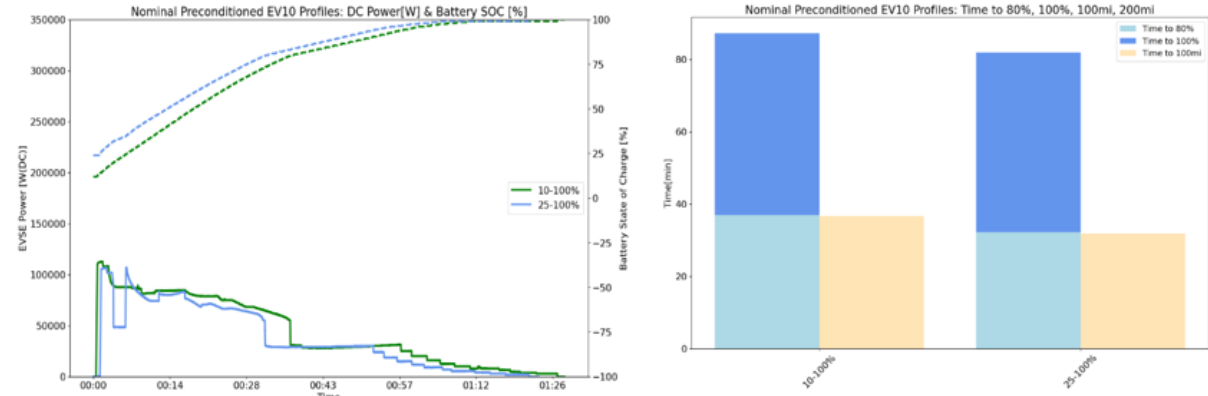 Nominal Preconditioned EV10 Profiles: DC Power[W] & Battery SOC [%]
EVSE Power [W(DC)]
350000
300000
250000
200000
150000
100000
50000
0
100
75
50
25
0
−25
−50
−75
−100
Battery State of Charge [%]
10-100%
25-100%
00:00 00:14 00:28 00:43 00:57 01:12 01:26
Time
Nominal Preconditioned EV10 Profiles: Time to 80%, 100%, 100mi, 200mi
Time to 80%
Time to 100%
Time to 100mi
Time[min]
80
60
40
20
0
10-100%
25-100%